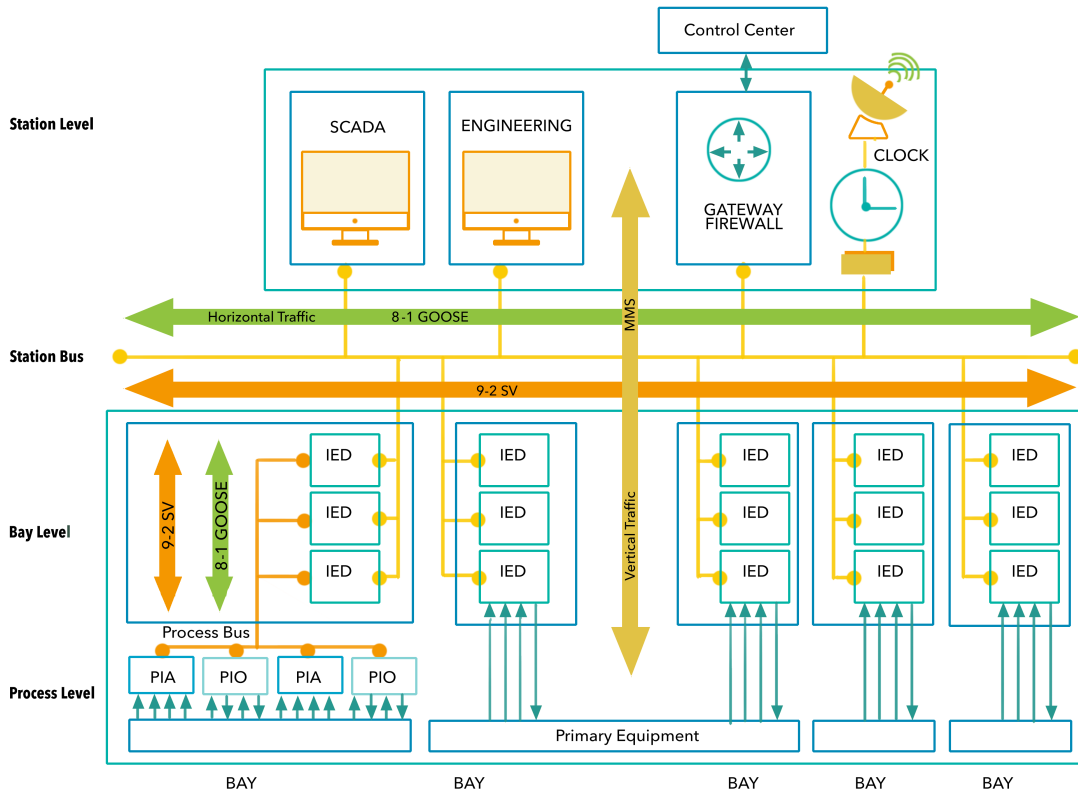 Control Center
Station Level
SCADA
ENGINEERING
CLOCK
GATEWAY
FIREWALL
MMS
Horizontal Traffic
8-1 GOOSE
Station Bus
9-2 SV
Bay Level
9-2 SV
8-1 GOOSE
IED
IED
IED
IED
IED
Vertical Traffic
IED
IED
IED
IED
IED
IED
IED
IED
IED
IED
Process Bus
Process Level
PIA
PIO
PIA
PIO
Primary Equipment
BAY
BAY
BAY
BAY
BAY